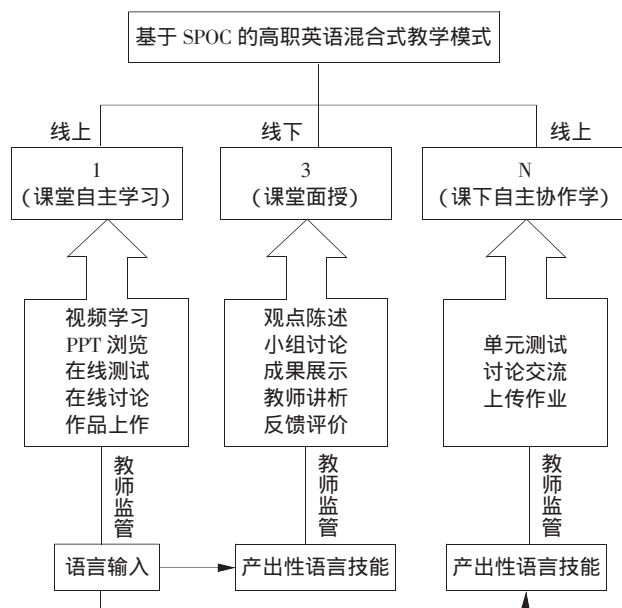 基于 SPOC 的高职英语混合式教学模式
线上
线下
线上
1
(课堂自主学习)
3
(课堂面授)
N
(课下自主协作学)
视频学习
PPT 浏览
在线测试
在线讨论
作品上作
观点陈述
小组讨论
成果展示
教师讲析
反馈评价
单元测试
讨论交流
上传作业
教师监管
教师监管
教师监管
语言输入
产出性语言技能
产出性语言技能